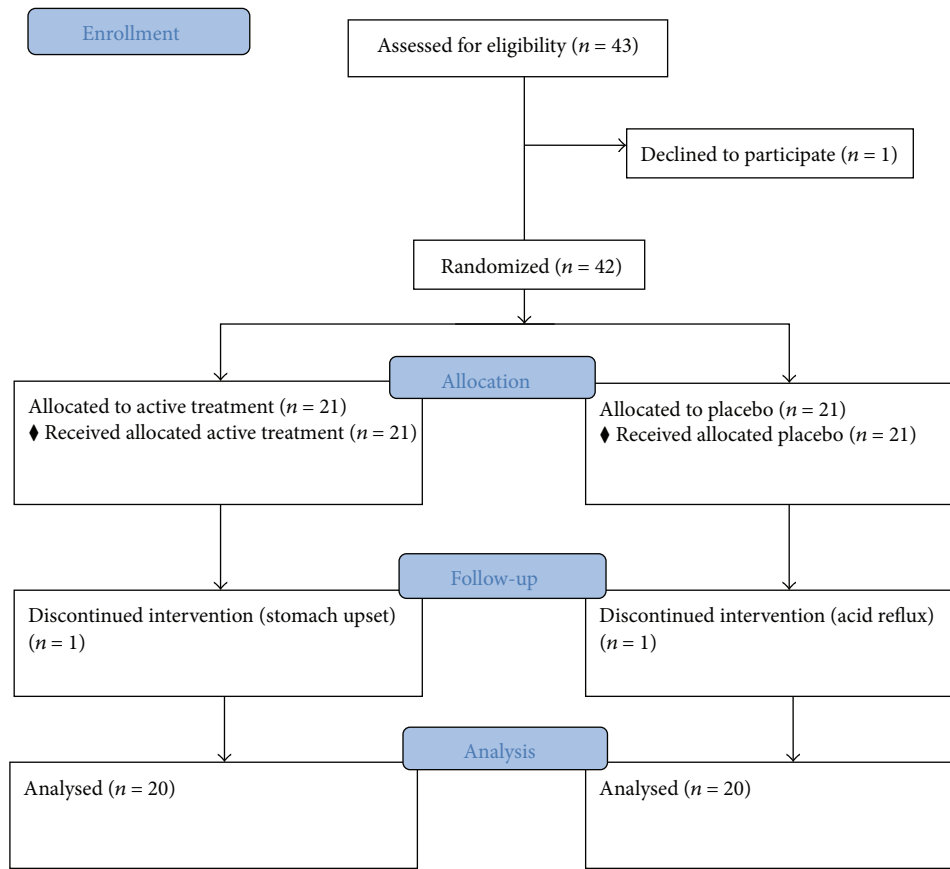 Enrollment
Assessed for eligibility (n = 43)
Declined to participate (n = 1)
Randomized (n = 42)
Allocation
Allocated to active treatment (n = 21)
♦ Received allocated active treatment (n = 21)
Allocated to placebo (n = 21)
♦ Received allocated placebo (n = 21)
Follow-up
Discontinued intervention (stomach upset)
(n = 1)
Discontinued intervention (acid reflux)
(n = 1)
Analysis
Analysed (n = 20)
Analysed (n = 20)